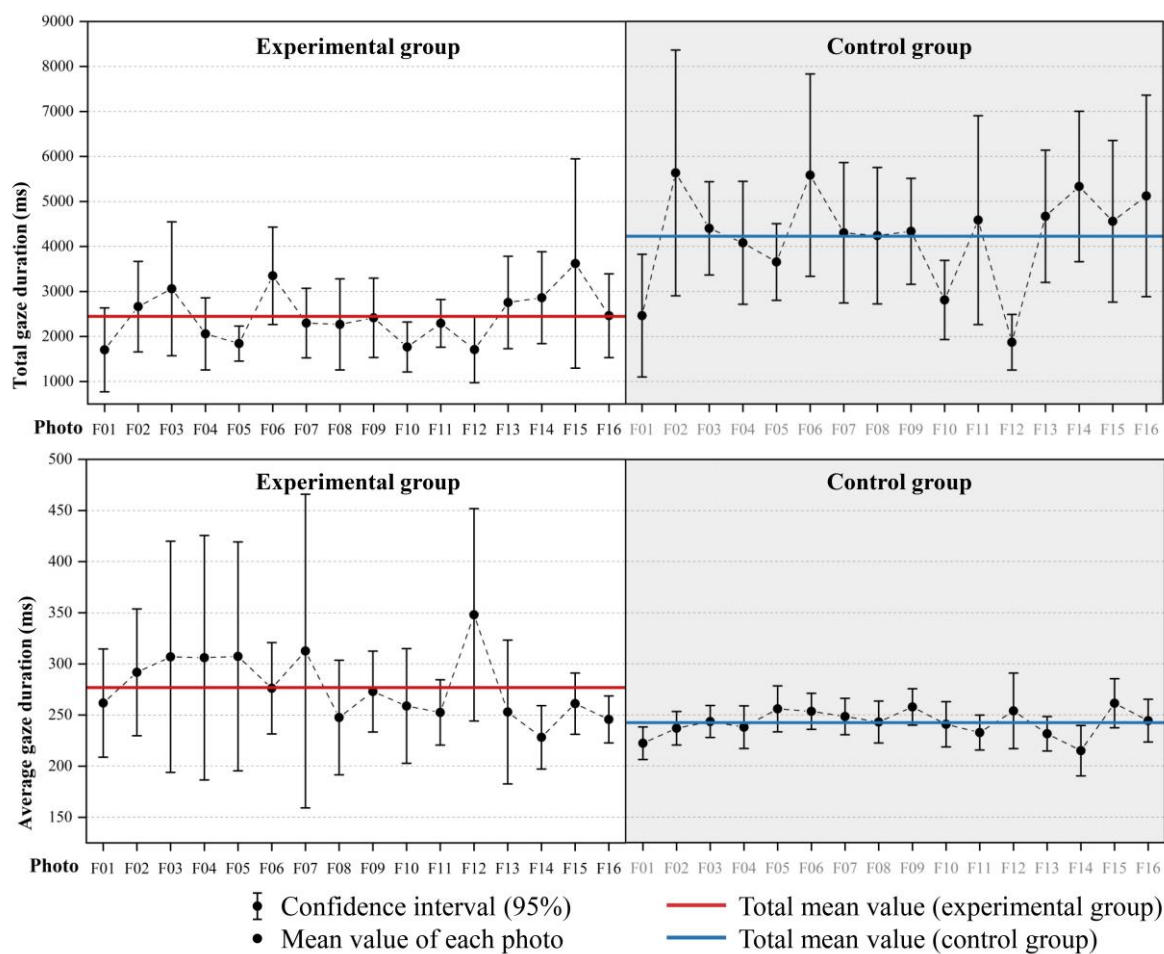 Experimental group
Control group
Total gaze duration (ms)
9000
8000
7000
6000
5000
4000
3000
2000
1000
Photo F01 F02 F03 F04 F05 F06 F07 F08 F09 F10 F11 F12 F13 F14 F15 F16 F01 F02 F03 F04 F05 F06 F07 F08 F09 F10 F11 F12 F13 F14 F15 F16
Experimental group
Control group
Average gaze duration (ms)
500
450
400
350
300
250
200
150
Photo F01 F02 F03 F04 F05 F06 F07 F08 F09 F10 F11 F12 F13 F14 F15 F16 F01 F02 F03 F04 F05 F06 F07 F08 F09 F10 F11 F12 F13 F14 F15 F16
Confidence interval (95%)
Total mean value (experimental group)
Mean value of each photo
Total mean value (control group)